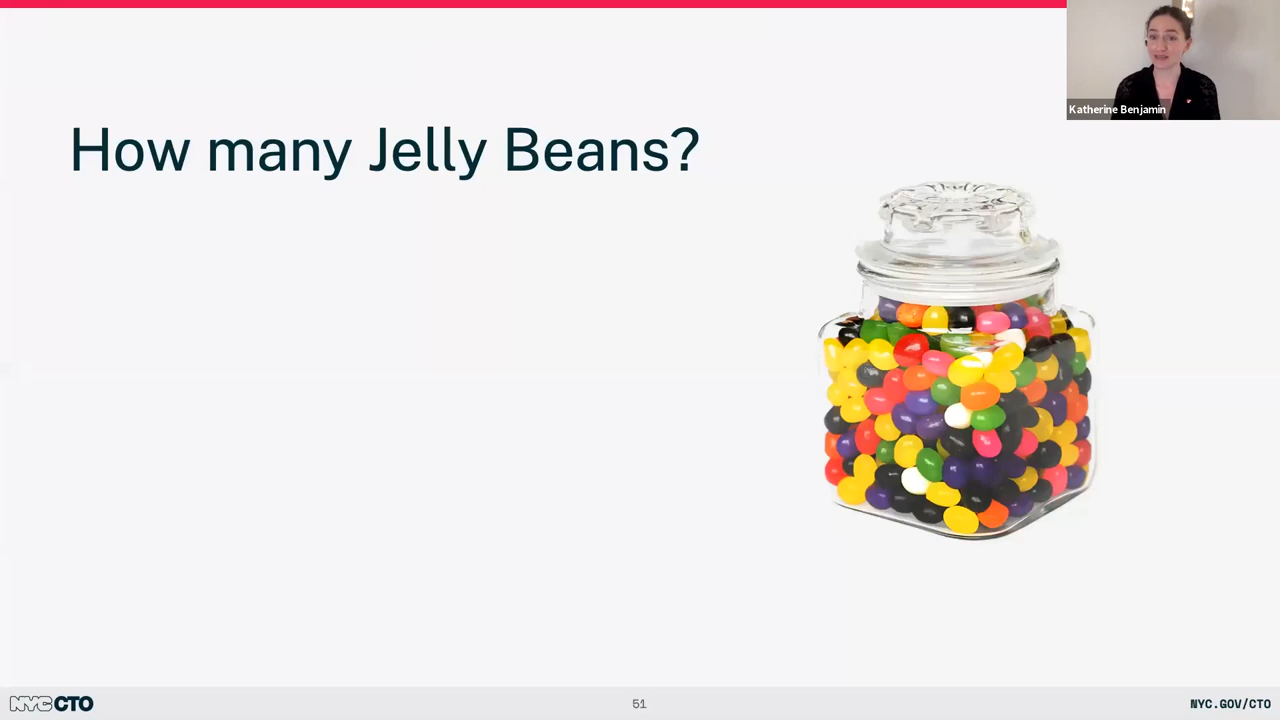 Katherine Benjamin
How many Jelly Beans?
NYC CTO
51
NYC.GOV/CTO